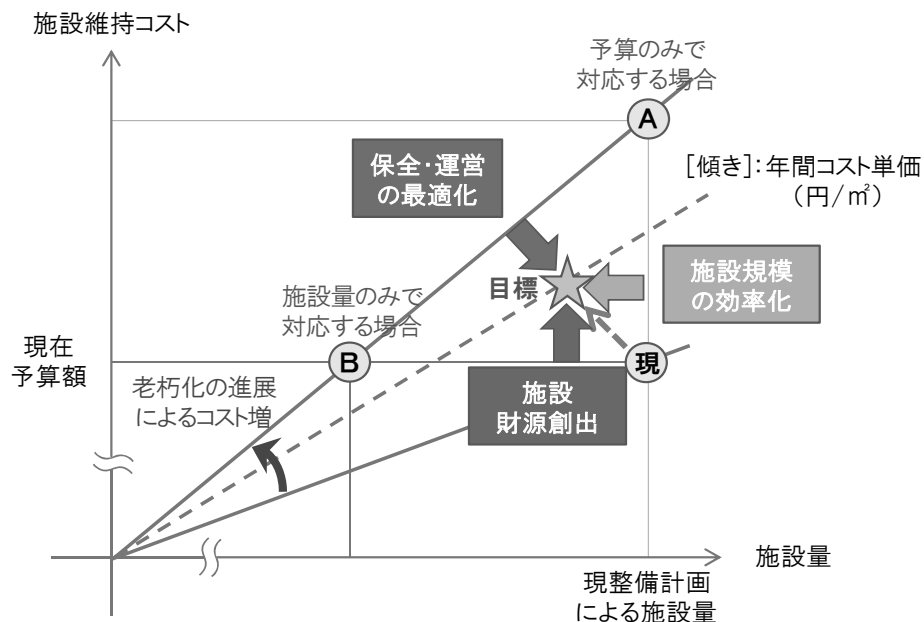 施設維持コスト
予算のみで
対応する場合
A
保全・運営
の最適化
[傾き]:年間コスト単価
(円/㎡)
目標
施設規模
の効率化
施設量のみで
対応する場合
現在
予算額
B
現
老朽化の進展
によるコスト増
施設
財源創出
施設量
現整備計画
による施設量